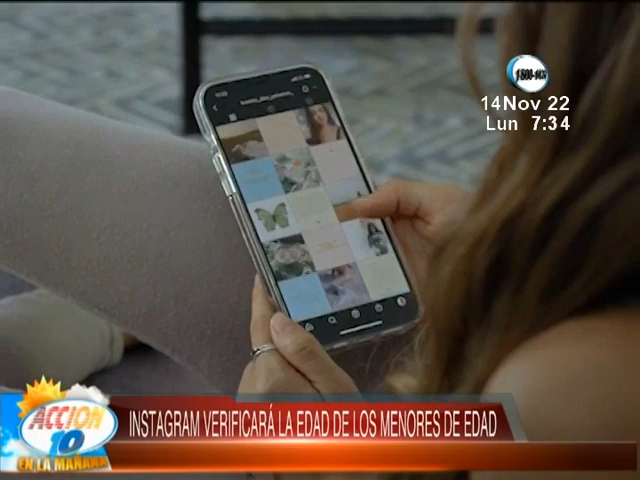 14Nov 22
Lun 7:34
ACCION
10
EN LA MAÑANA
INSTAGRAM VERIFICARÁ LA EDAD DE LOS MENORES DE EDAD